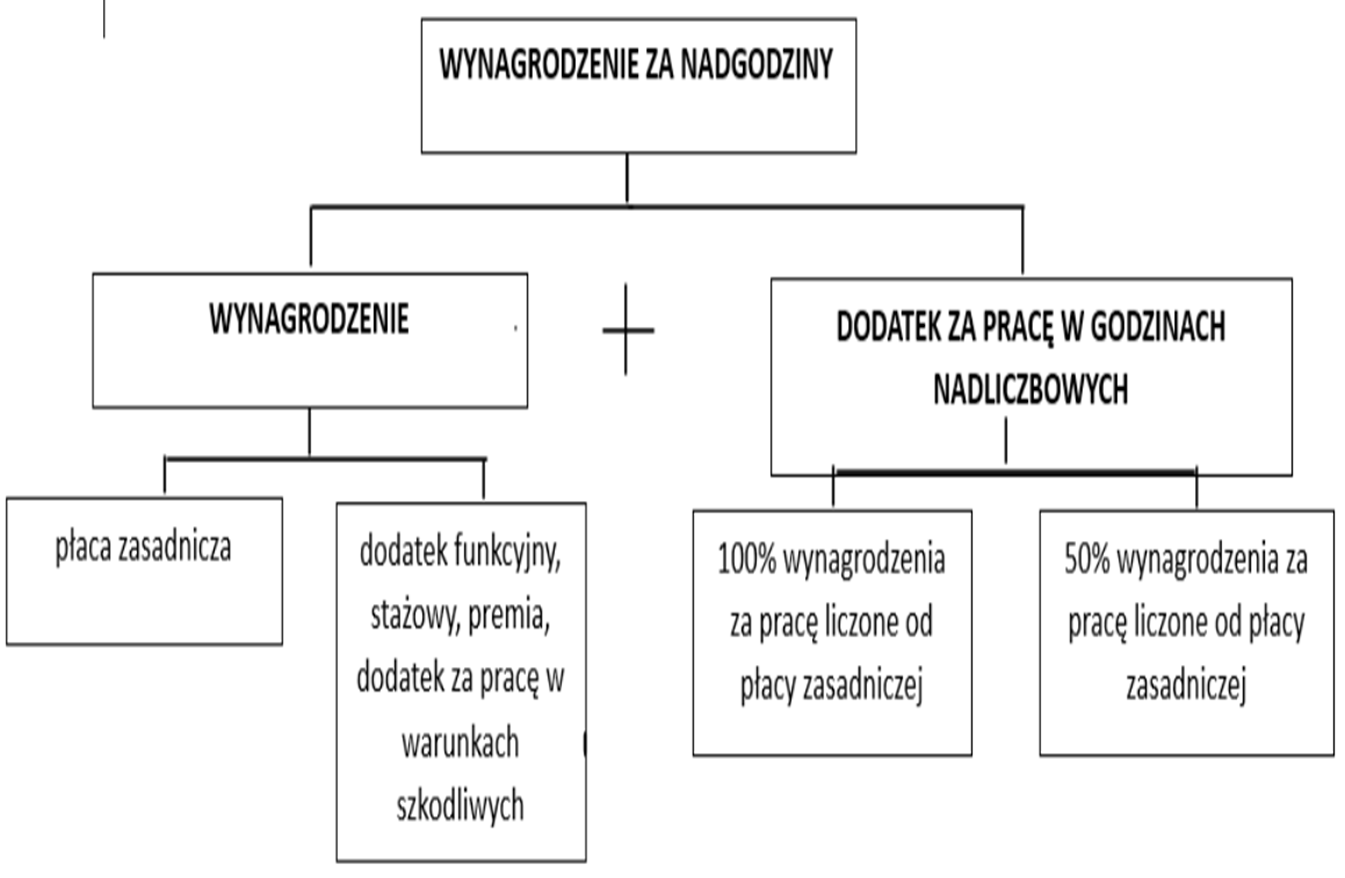 WYNAGRODZENIE ZA NADGODZINY
WYNAGRODZENIE
DODATEK ZA PRACĘ W GODZINACH
NADLICZBOWYCH
płaca zasadnicza
dodatek funkcyjny,
stażowy, premia,
dodatek za pracę w
warunkach
szkodliwych
100% wynagrodzenia
za pracę liczone od
płacy zasadniczej
50% wynagrodzenia za
pracę liczone od płacy
zasadniczej